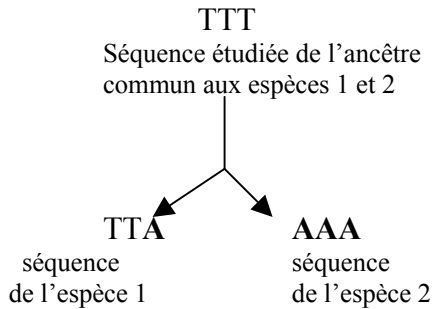 TTT
Séquence étudiée de l'ancêtre
commun aux espèces 1 et 2
TTA
séquence
de l'espèce 1
AAA
séquence
de l'espèce 2